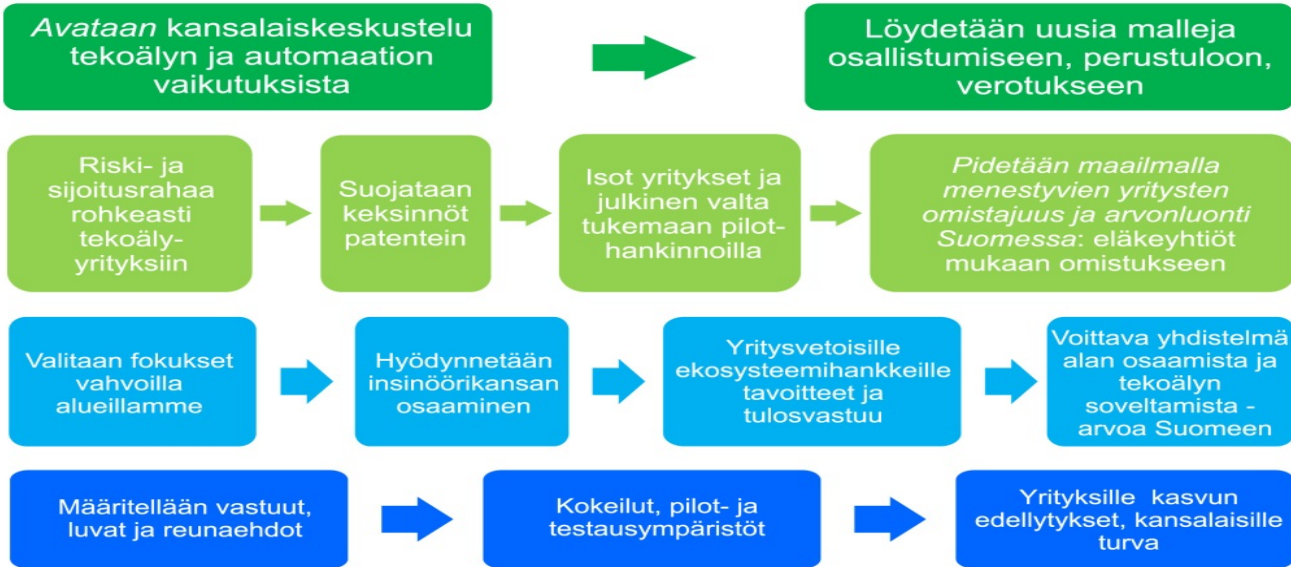 Avataan kansalaiskeskustelu
tekoälyn ja automaation
vaikutuksista
Löydetään uusia malleja
osallistumiseen, perustuloon,
verotukseen
Riski- ja
sijoitusrahaa
rohkeasti
tekoäly-
yrityksiin
Suojataan
keksinnöt
patentein
Isot yritykset ja
julkinen valta
tukemaan pilot-
hankinnoilla
Pidetään maailmalla
menestyvien yritysten
omistajuus ja arvonluonti
Suomessa: eläkeyhtiöt
mukaan omistukseen
Valitaan fokukset
vahvoilla
alueillamme
Hyödynnetään
insinöörikansan
osaaminen
Yritysvetoisille
ekosysteemihankkeille
tavoitteet ja
tulosvastuu
Voittava yhdistelmä
alan osaamista ja
tekoälyn
soveltamista -
arvoa Suomeen
Määritellään vastuut,
luvat ja reunaehdot
Kokeilut, pilot- ja
testausympäristöt
Yrityksille kasvun
edellytykset, kansalaisille
turva